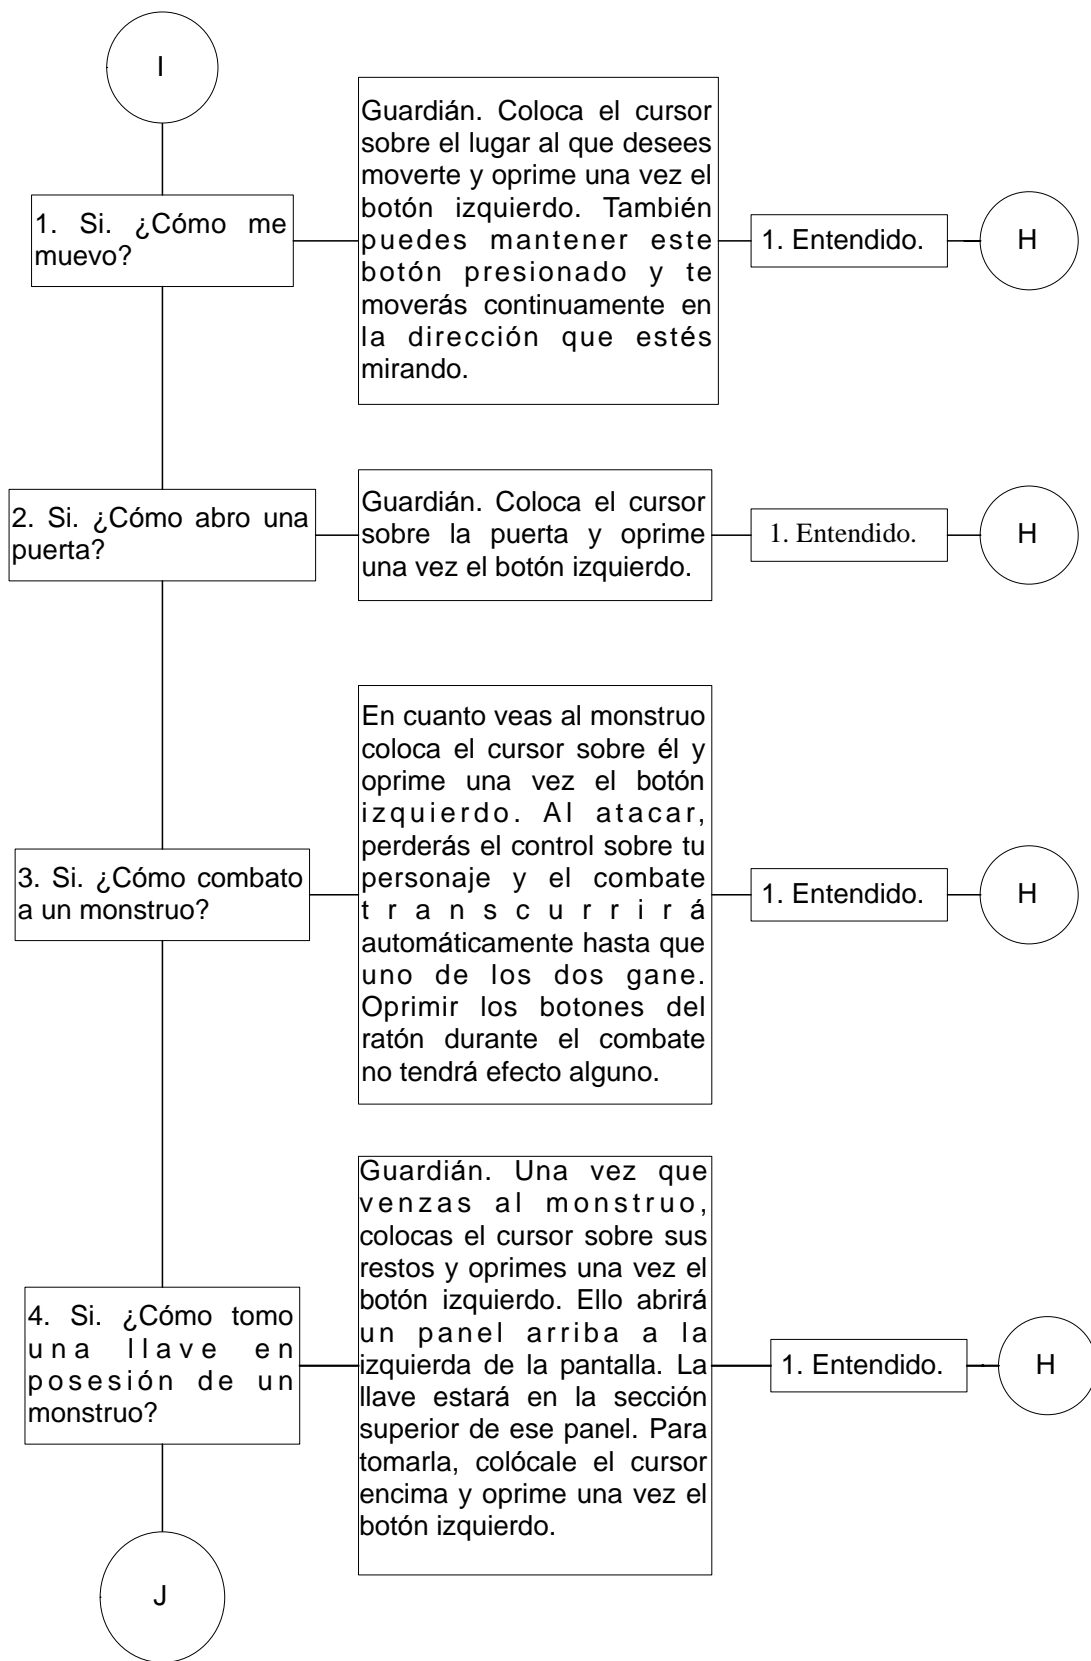 I
1. Si. ¿Cómo me
muevo?
Guardián. Coloca el cursor
sobre el lugar al que desees
moverte y oprime una vez el
botón izquierdo. También
puedes mantener este
botón presionado y te
moverás continuamente en
la dirección que estés
mirando.
1. Entendido.
H
2. Si. ¿Cómo abro una
puerta?
Guardián. Coloca el cursor
sobre la puerta y oprime
una vez el botón izquierdo.
1. Entendido.
H
3. Si. ¿Cómo combato
a un monstruo?
En cuanto veas al monstruo
coloca el cursor sobre él y
oprime una vez el botón
izquierdo. Al atacar,
perderás el control sobre tu
personaje y el combate
transcurrirá
automáticamente hasta que
uno de los dos gane.
Oprimir los botones del
ratón durante el combate
no tendrá efecto alguno.
1. Entendido.
H
4. Si. ¿Cómo tomo
una llave en
posesión de un
monstruo?
Guardián. Una vez que
venzas al monstruo,
colocas el cursor sobre sus
restos y oprimes una vez el
botón izquierdo. Ello abrirá
un panel arriba a la
izquierda de la pantalla. La
llave estará en la sección
superior de ese panel. Para
tomarla, colócale el cursor
encima y oprime una vez el
botón izquierdo.
1. Entendido.
H
J